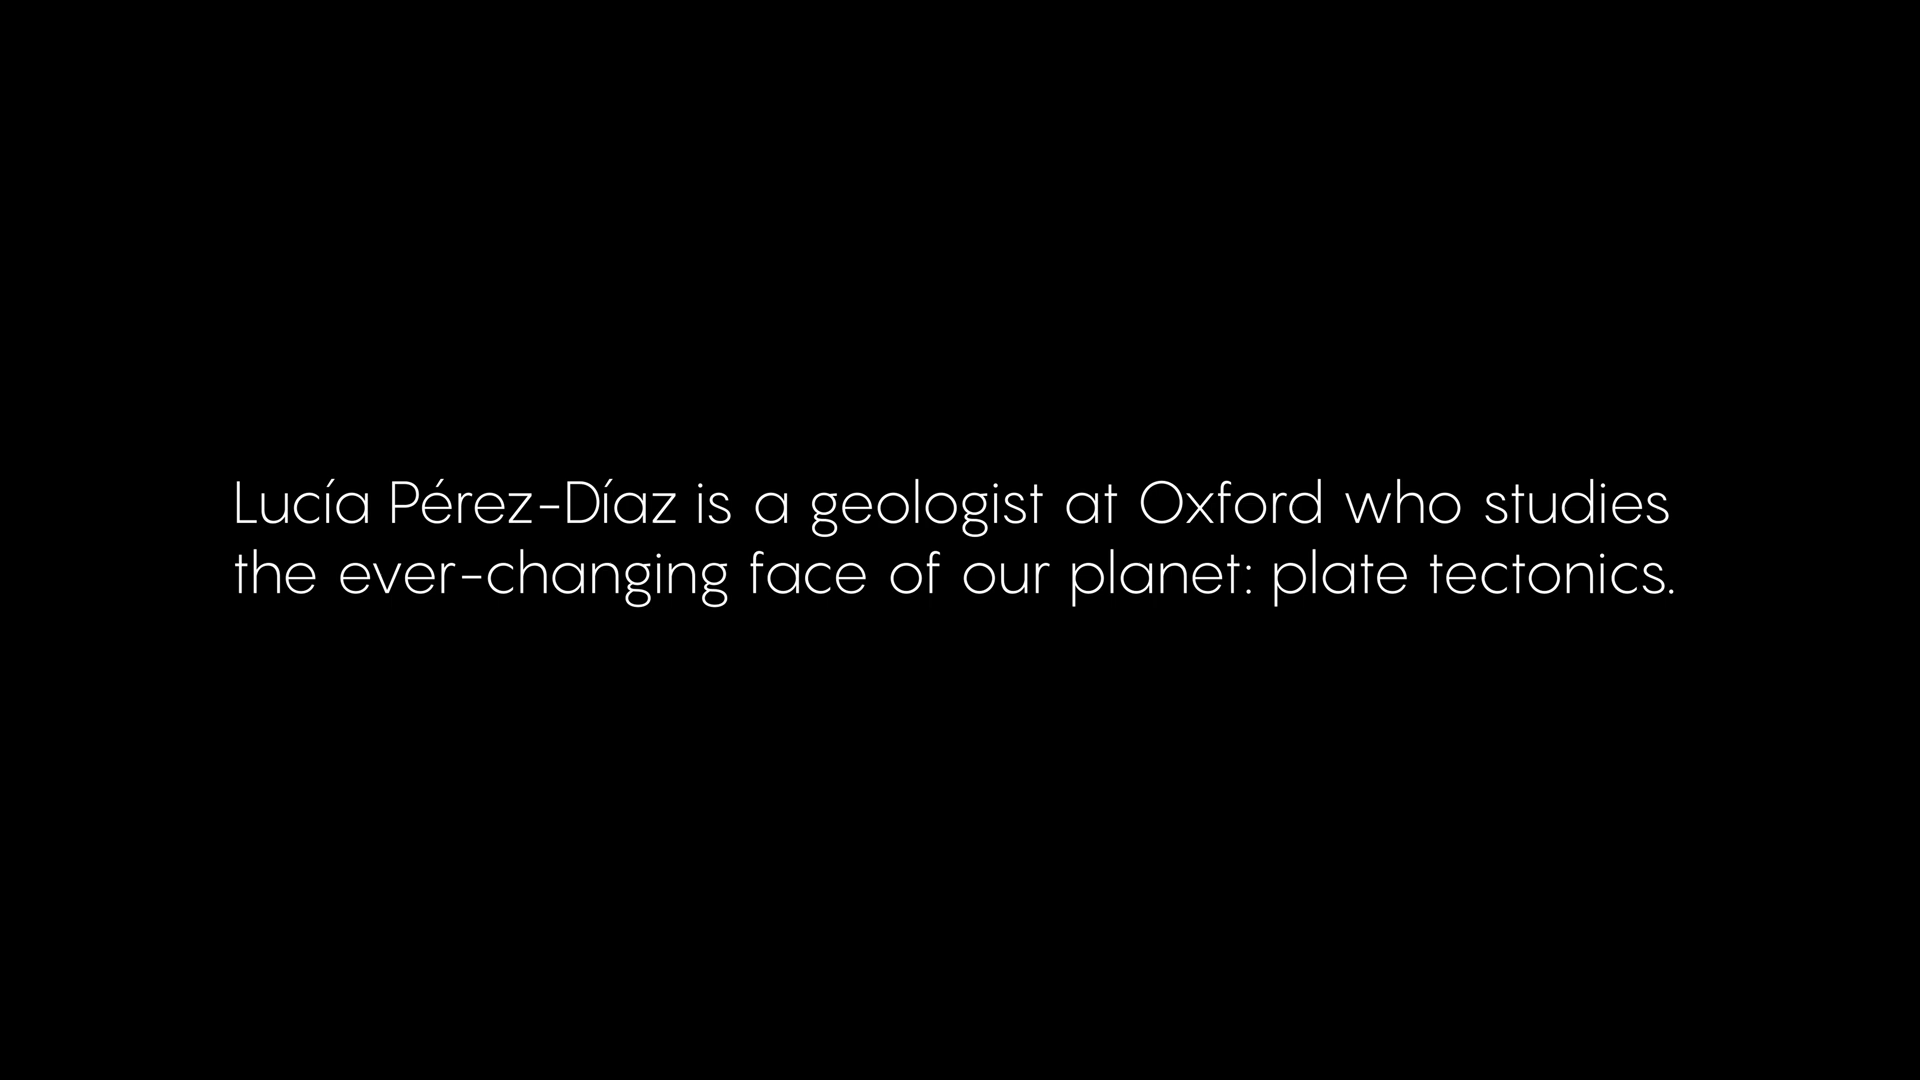 Lucía Pérez-Díaz is a geologist at Oxford who studies
the ever-changing face of our planet: plate tectonics.